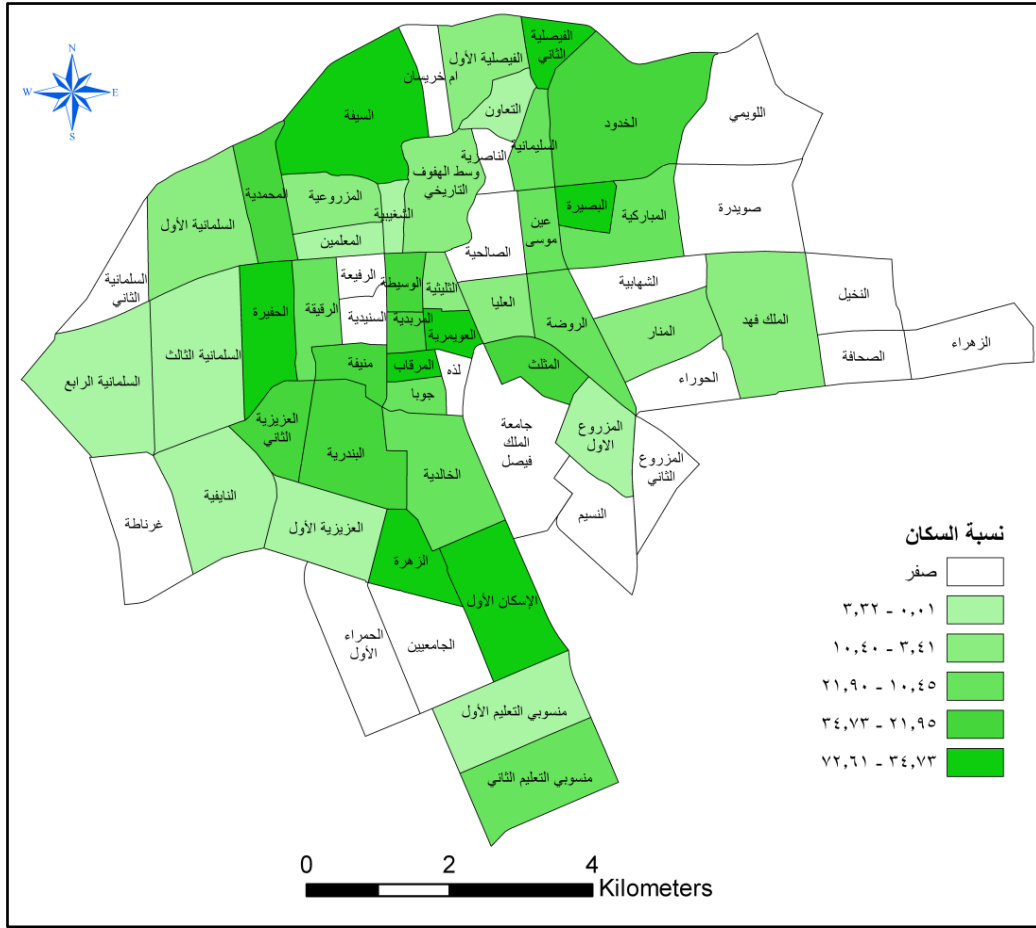 N
W E
S
الفيصلية
الثاني
الفيصلية الأول
ام خريسان
السيفة
التعاون
الخدود
اللويمي
السليمانية
الناصرية
وسط الهفوف
التاريخي
المحمدية
المزروعية
الشغيبية
البصيرة
المباركية
صويدرة
السلمانية الأول
المعلمين
عين
موسى
الصالحية
السلمانية
الثاني
الرفيعة
الوسيطة
الثليثية
الشهابية
النخيل
الحفيرة
الرقيقة
السنيدية
المريدية
العليا
الروضة
الملك فهد
المنار
العويمرية
الزهراء
السلمانية الثالث
السلمانية الرابع
منيفة
المرقاب
لذه
المثلث
الحوراء
الصحافة
جوبا
العزيزية
الثاني
البندرية
جامعة
الملك
فيصل
المزروع
الاول
المزروع
الثاني
الخالدية
النايفية
غرناطة
العزيزية الأول
النسيم
الزهرة
الإسكان الأول
الحمراء
الأول
الجامعيين
منسوبي التعليم الأول
منسوبي التعليم الثاني
نسبة السكان
صفر
٠,٠١ - ٣,٣٢
٣,٤١ - ١٠,٤٠
١٠,٤٥ - ٢١,٩٠
٢١,٩٥ - ٣٤,٧٣
٣٤,٧٣ - ٧٢,٦١
0 2 4
Kilometers